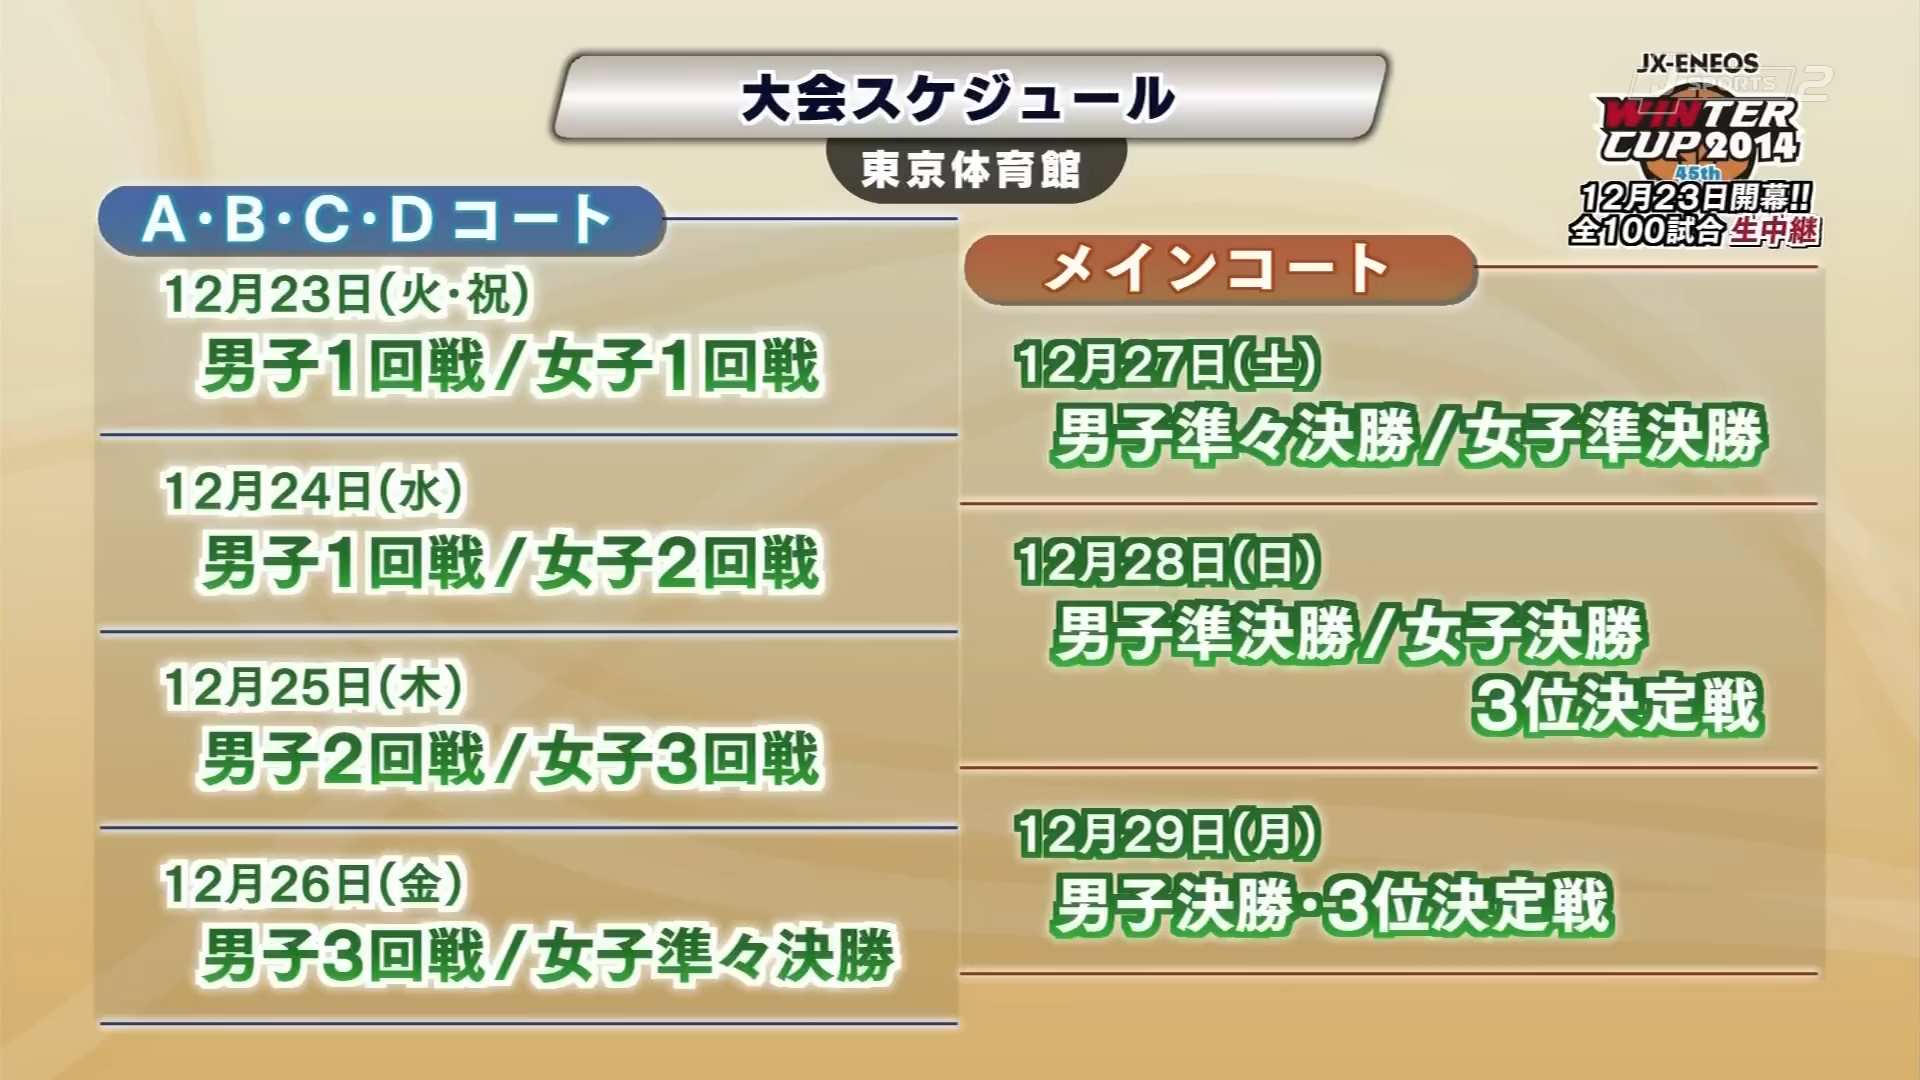 大会スケジュール
東京体育館
JX-ENEOS
J SPORTS 2
WINTER
CUP 2014
45th
12月23日開幕!!
全100試合 生中継
A・B・C・Dコート
12月23日(火・祝)
男子1回戦/女子1回戦
12月24日(水)
男子1回戦/女子2回戦
12月25日(木)
男子2回戦/女子3回戦
12月26日(金)
男子3回戦/女子準々決勝
メインコート
12月27日(土)
男子準々決勝/女子準決勝
12月28日(日)
男子準決勝/女子決勝
3位決定戦
12月29日(月)
男子決勝・3位決定戦